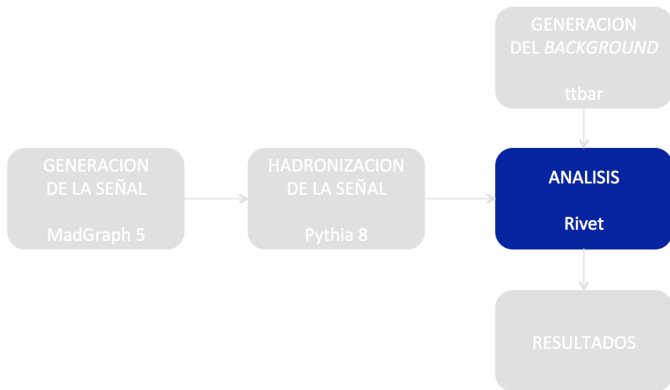 GENERACION
DEL BACKGROUND
ttbar
GENERACION
DE LA SEÑAL
MadGraph 5
HADRONIZACION
DE LA SEÑAL
Pythia 8
ANALISIS
Rivet
RESULTADOS